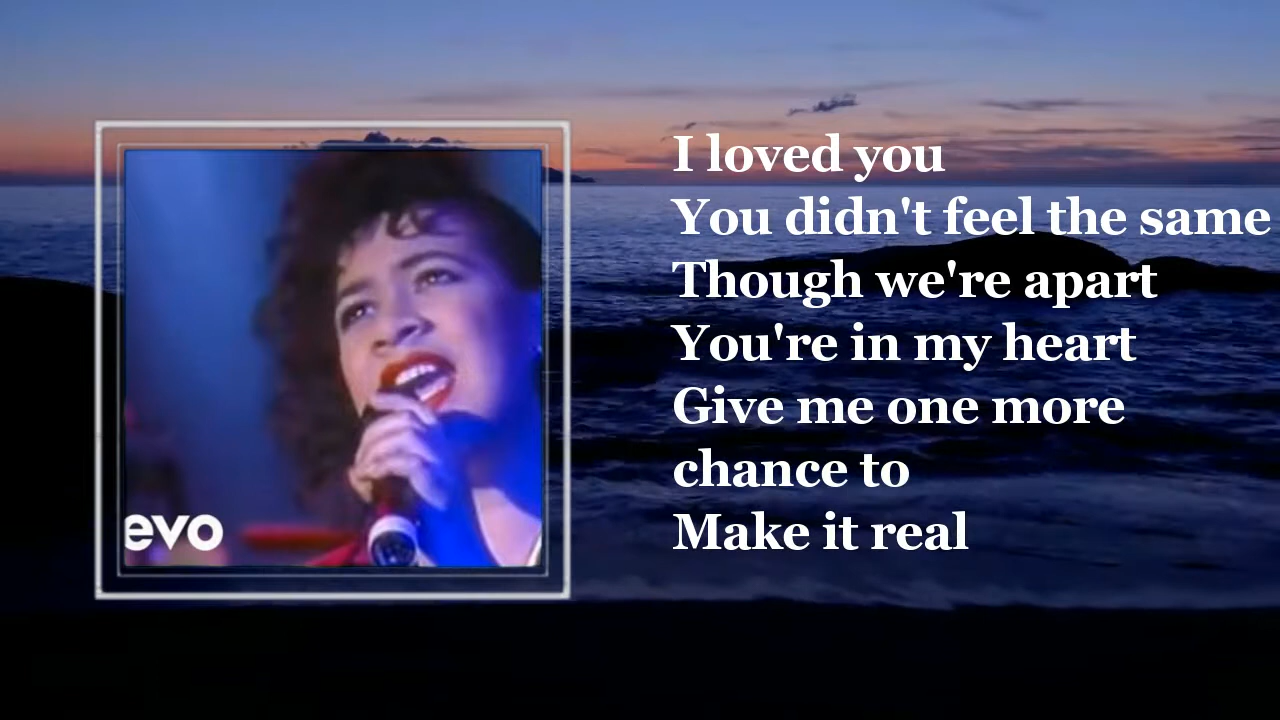 I loved you
You didn't feel the same
Though we're apart
You're in my heart
Give me one more
chance to
Make it real
evo